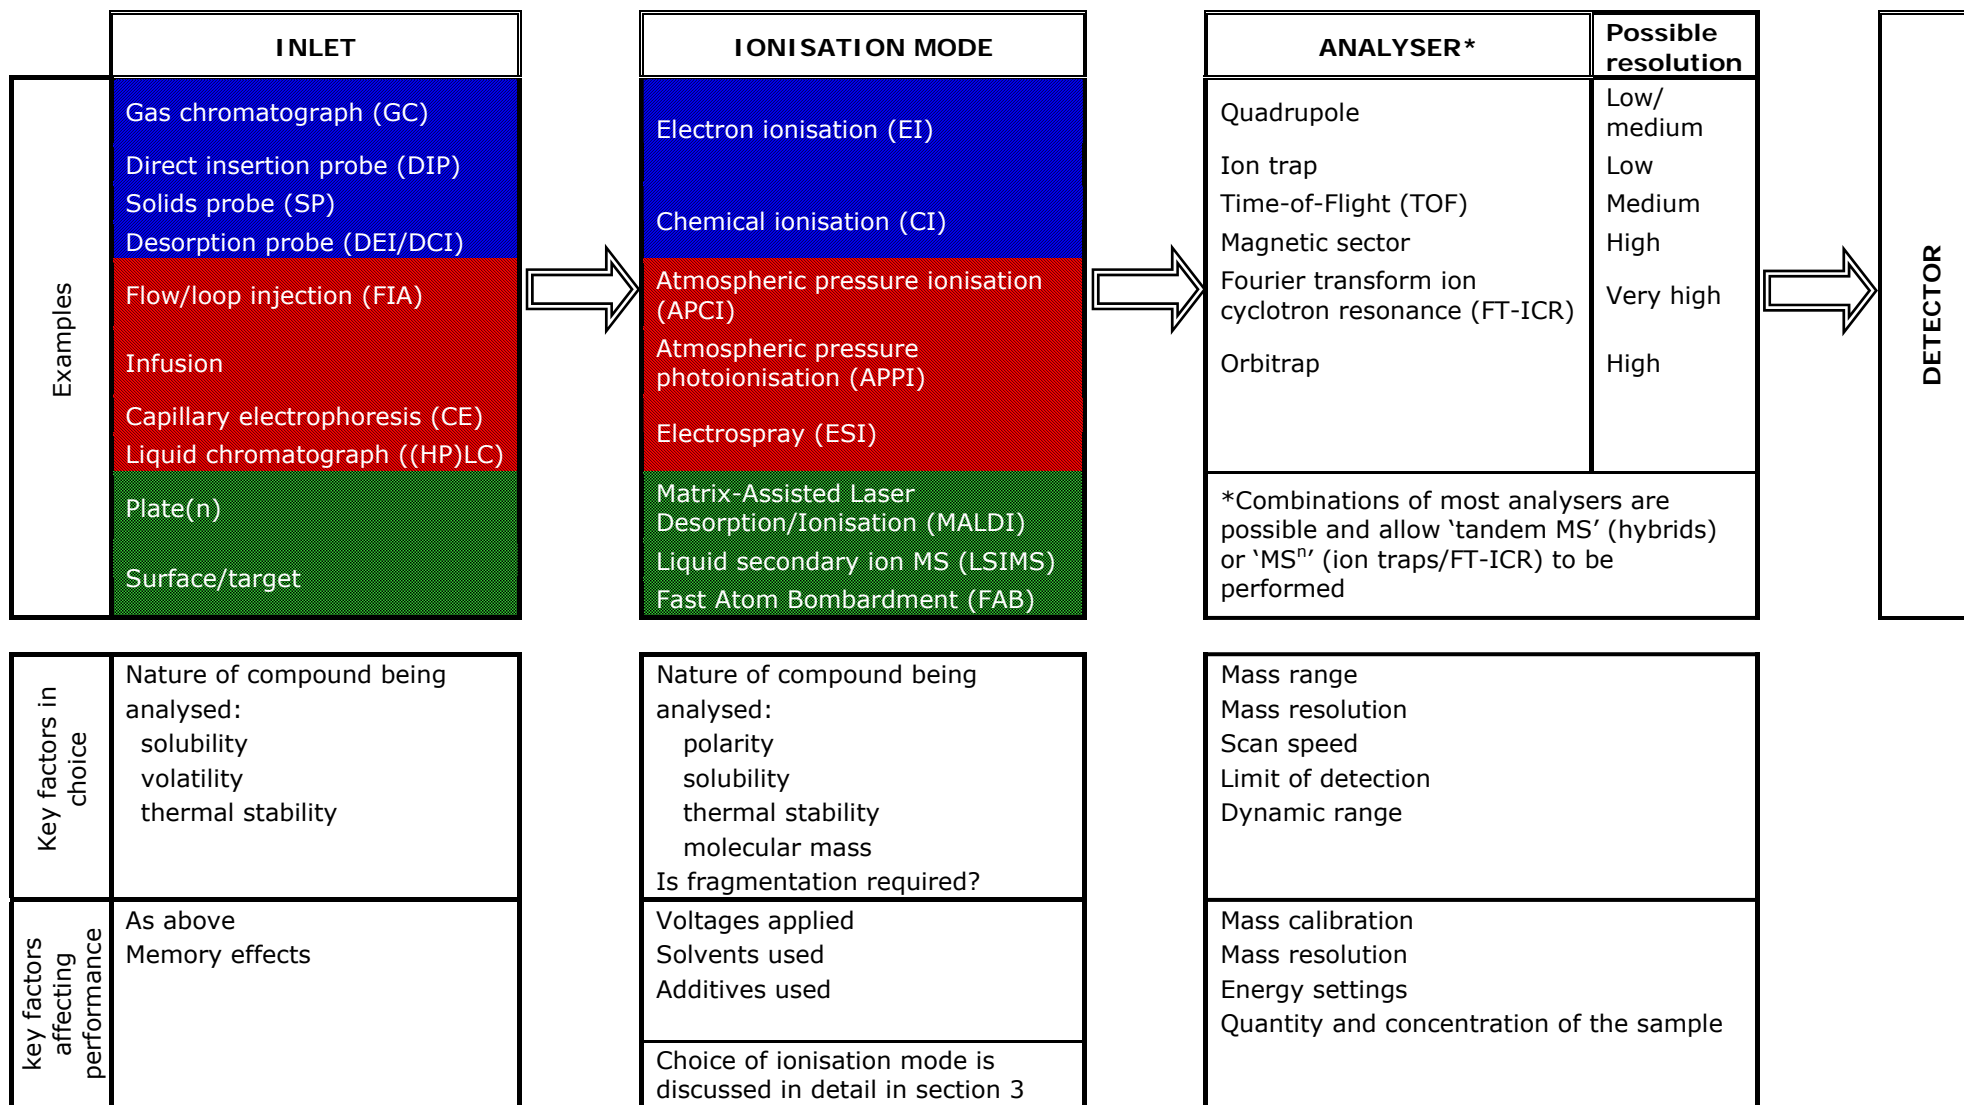 INLET
IONISATION MODE
ANALYSER*
Possible
resolution
Examples
Gas chromatograph (GC)
Direct insertion probe (DIP)
Solids probe (SP)
Desorption probe (DEI/DCI)
Flow/loop injection (FIA)
Infusion
Capillary electrophoresis (CE)
Liquid chromatograph ((HP)LC)
Plate(n)
Surface/target
Electron ionisation (EI)
Chemical ionisation (CI)
Atmospheric pressure ionisation
(APCI)
Atmospheric pressure
photoionisation (APPI)
Electrospray (ESI)
Matrix-Assisted Laser
Desorption/Ionisation (MALDI)
Liquid secondary ion MS (LSIMS)
Fast Atom Bombardment (FAB)
Quadrupole
Low/
medium
Ion trap
Low
Time-of-Flight (TOF)
Medium
Magnetic sector
High
Fourier transform ion
cyclotron resonance (FT-ICR)
Very high
Orbitrap
High
*Combinations of most analysers are
possible and allow ‘tandem MS’ (hybrids)
or ‘MSⁿ’ (ion traps/FT-ICR) to be
performed
DETECTOR
Key factors in
choice
Nature of compound being
analysed:
solubility
volatility
thermal stability
Nature of compound being
analysed:
polarity
solubility
thermal stability
molecular mass
Is fragmentation required?
Mass range
Mass resolution
Scan speed
Limit of detection
Dynamic range
key factors
affecting
performance
As above
Memory effects
Voltages applied
Solvents used
Additives used
Choice of ionisation mode is
discussed in detail in section 3
Mass calibration
Mass resolution
Energy settings
Quantity and concentration of the sample